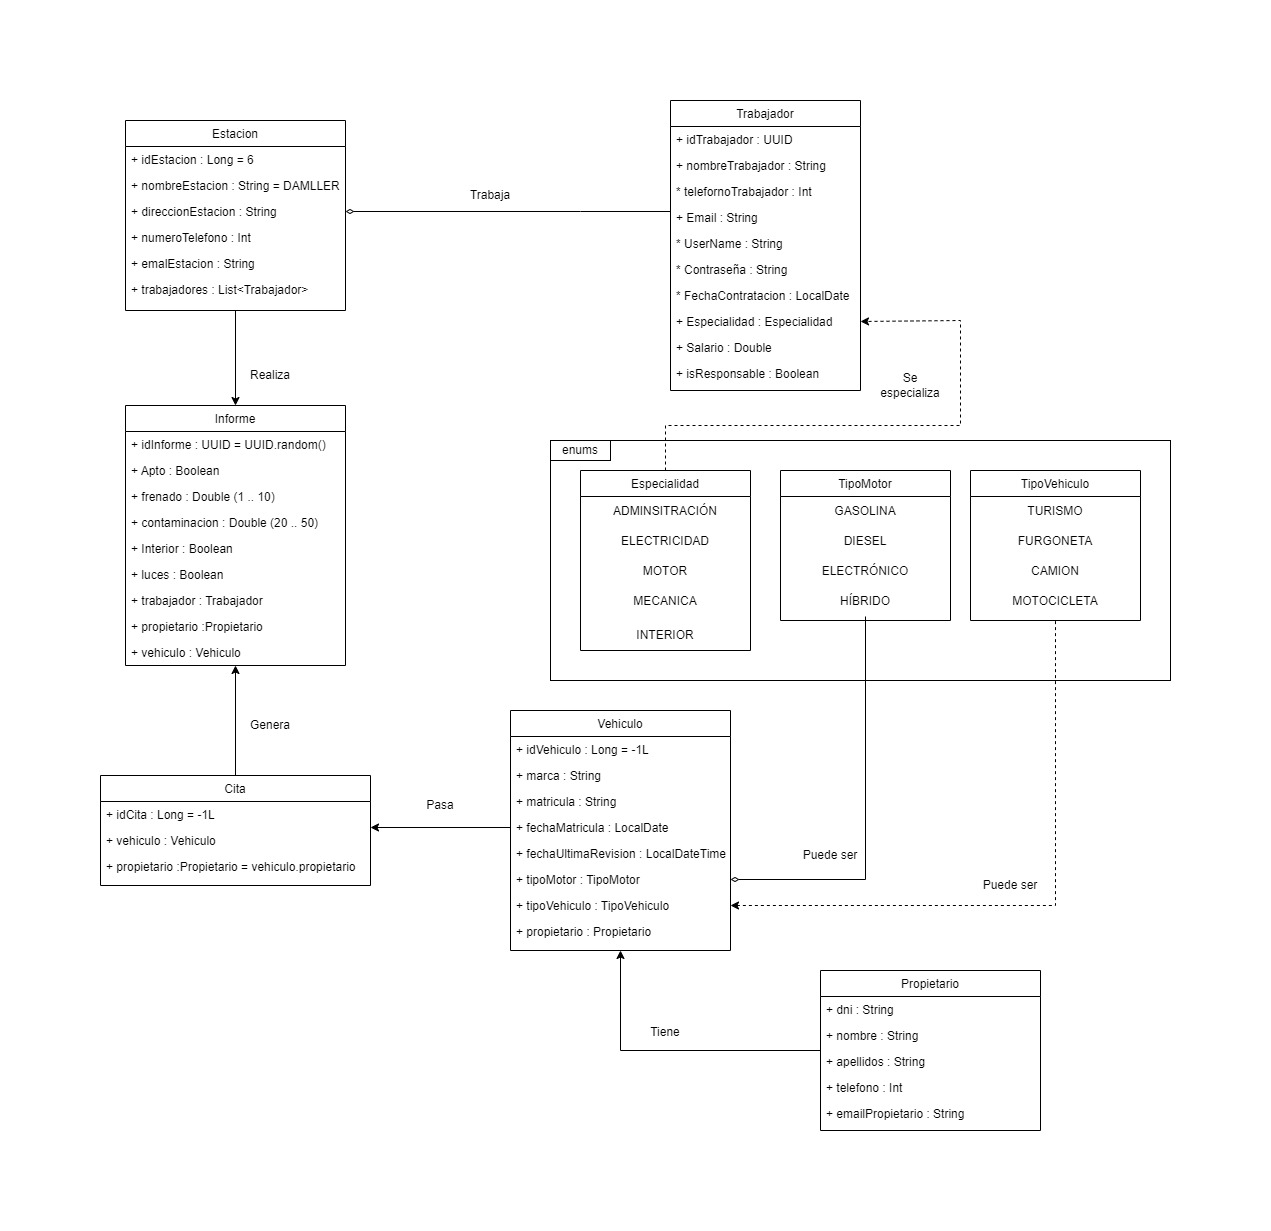 Estacion
+ idEstacion : Long = 6
+ nombreEstacion : String = DAMLLER
+ direccionEstacion : String
+ numeroTelefono : Int
+ emalEstacion : String
+ trabajadores : List<Trabajador>
Trabaja
Trabajador
+ idTrabajador : UUID
+ nombreTrabajador : String
* telefornoTrabajador : Int
+ Email : String
* UserName : String
* Contraseña : String
* FechaContratacion : LocalDate
+ Especialidad : Especialidad
+ Salario : Double
+ isResponsable : Boolean
Realiza
Se
especializa
Informe
+ idInforme : UUID = UUID.random()
+ Apto : Boolean
+ frenado : Double (1 .. 10)
+ contaminacion : Double (20 .. 50)
+ Interior : Boolean
+ luces : Boolean
+ trabajador : Trabajador
+ propietario :Propietario
+ vehiculo : Vehiculo
enums
Especialidad
ADMINSITRACIÓN
ELECTRICIDAD
MOTOR
MECANICA
INTERIOR
TipoMotor
GASOLINA
DIESEL
ELECTRÓNICO
HÍBRIDO
TipoVehiculo
TURISMO
FURGONETA
CAMION
MOTOCICLETA
Genera
Cita
+ idCita : Long = -1L
+ vehiculo : Vehiculo
+ propietario :Propietario = vehiculo.propietario
Pasa
Vehiculo
+ idVehiculo : Long = -1L
+ marca : String
+ matricula : String
+ fechaMatricula : LocalDate
+ fechaUltimaRevision : LocalDateTime
+ tipoMotor : TipoMotor
+ tipoVehiculo : TipoVehiculo
+ propietario : Propietario
Puede ser
Puede ser
Tiene
Propietario
+ dni : String
+ nombre : String
+ apellidos : String
+ telefono : Int
+ emailPropietario : String